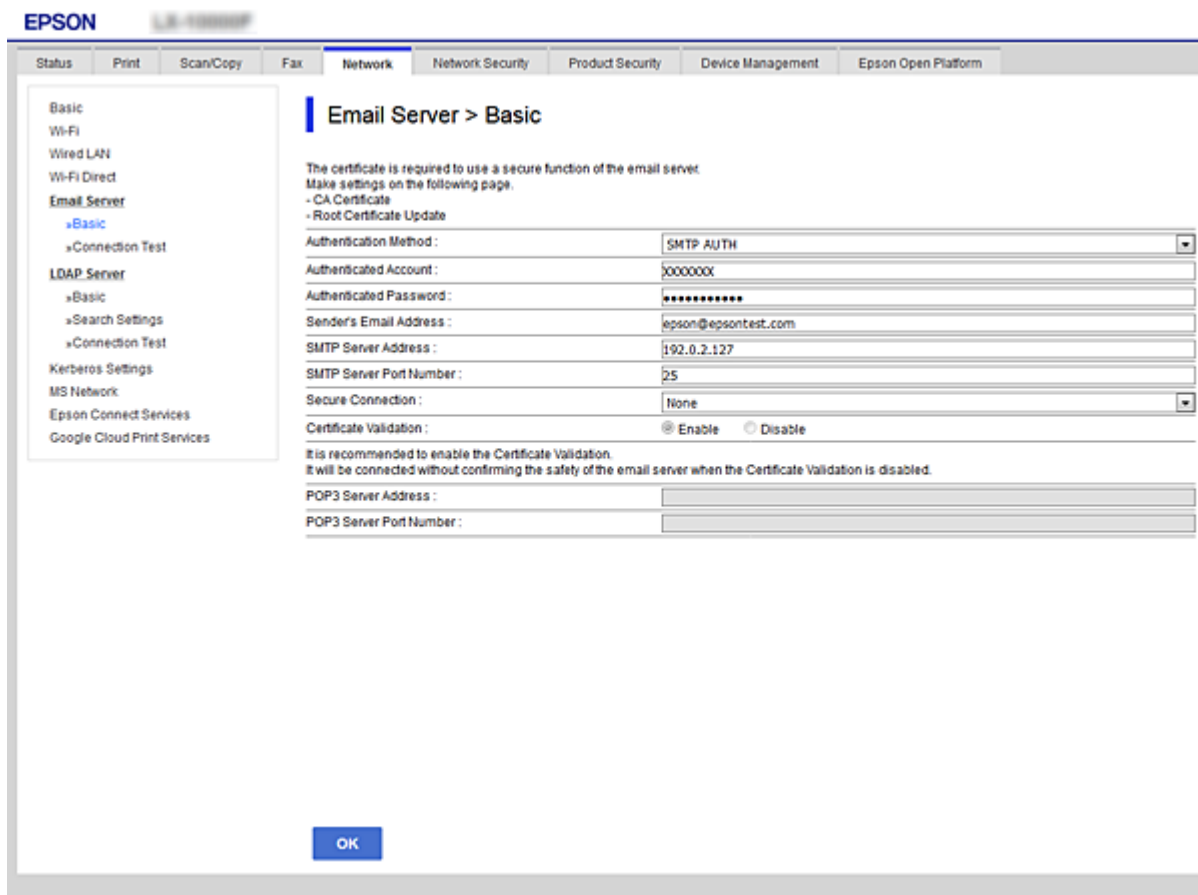 EPSON
Status Print Scan/Copy Fax Network Network Security Product Security Device Management Epson Open Platform
Basic
Wi-Fi
Wired LAN
Wi-Fi Direct
Email Server
»Basic
»Connection Test
LDAP Server
»Basic
»Search Settings
»Connection Test
Kerberos Settings
MS Network
Epson Connect Services
Google Cloud Print Services
Email Server > Basic
The certificate is required to use a secure function of the email server.
Make settings on the following page.
- CA Certificate
- Root Certificate Update
Authentication Method : SMTP AUTH
Authenticated Account : XXXXXXX
Authenticated Password : •••••••••••
Sender's Email Address : epson@epsontest.com
SMTP Server Address : 192.0.2.127
SMTP Server Port Number : 25
Secure Connection : None
Certificate Validation : Enable Disable
It is recommended to enable the Certificate Validation.
It will be connected without confirming the safety of the email server when the Certificate Validation is disabled.
POP3 Server Address :
POP3 Server Port Number :
OK